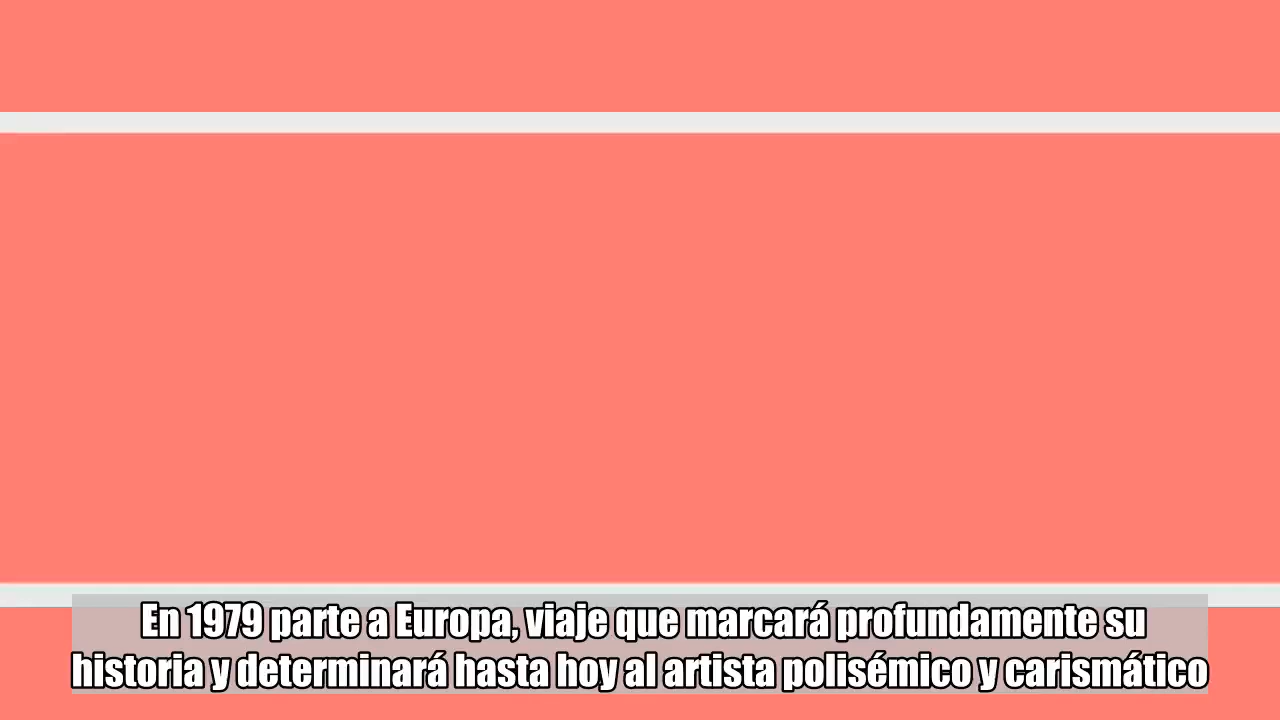 En 1979 parte a Europa, viaje que marcará profundamente su
historia y determinará hasta hoy al artista polisémico y carismático